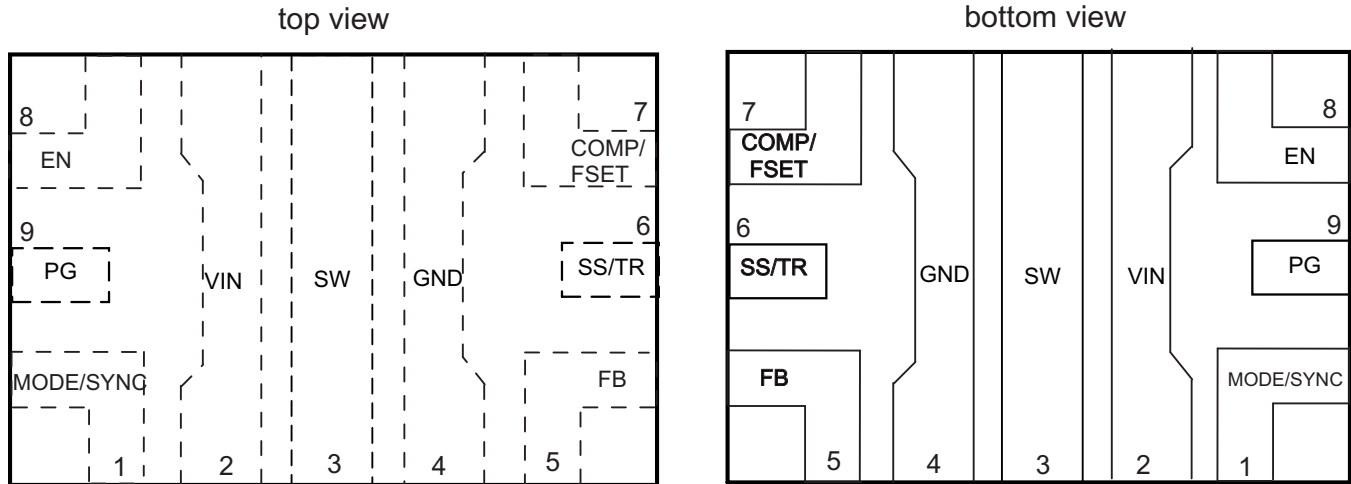 top view
8
EN
7
COMP/
FSET
9
PG
6
SS/TR
VIN
SW
GND
MODE/SYNC
FB
1
2
3
4
5
bottom view
7
COMP/
FSET
8
EN
6
SS/TR
9
PG
GND
SW
VIN
FB
MODE/SYNC
5
4
3
2
1